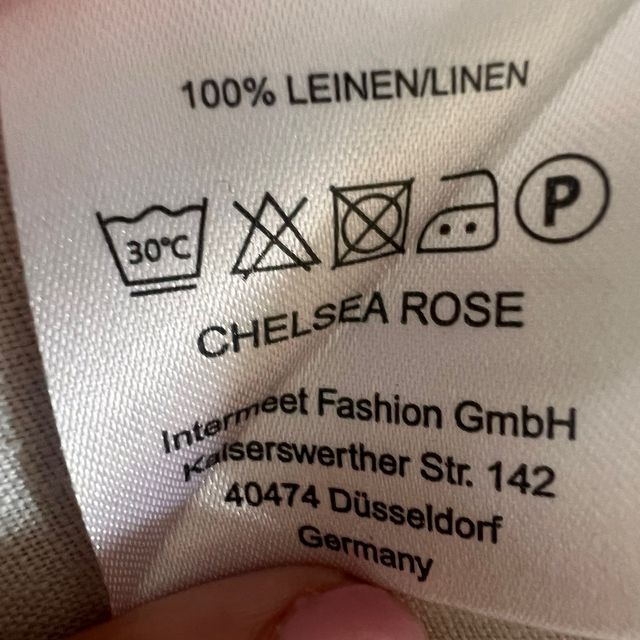 100% LEINEN/LINEN
30°C P
CHELSEA ROSE
Intermeet Fashion GmbH
Kaiserswerther Str. 142
40474 Düsseldorf
Germany